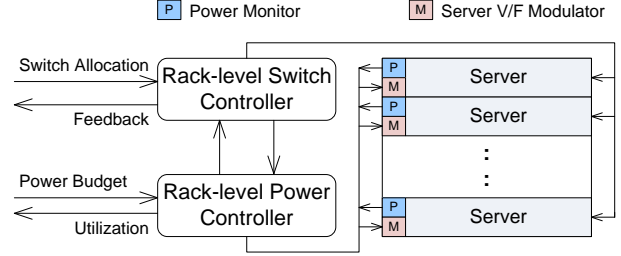 P Power Monitor
M Server V/F Modulator
Switch Allocation
Rack-level Switch
Controller
Feedback
Power Budget
Rack-level Power
Controller
Utilization
P
M
Server
P
M
Server
P
M
Server